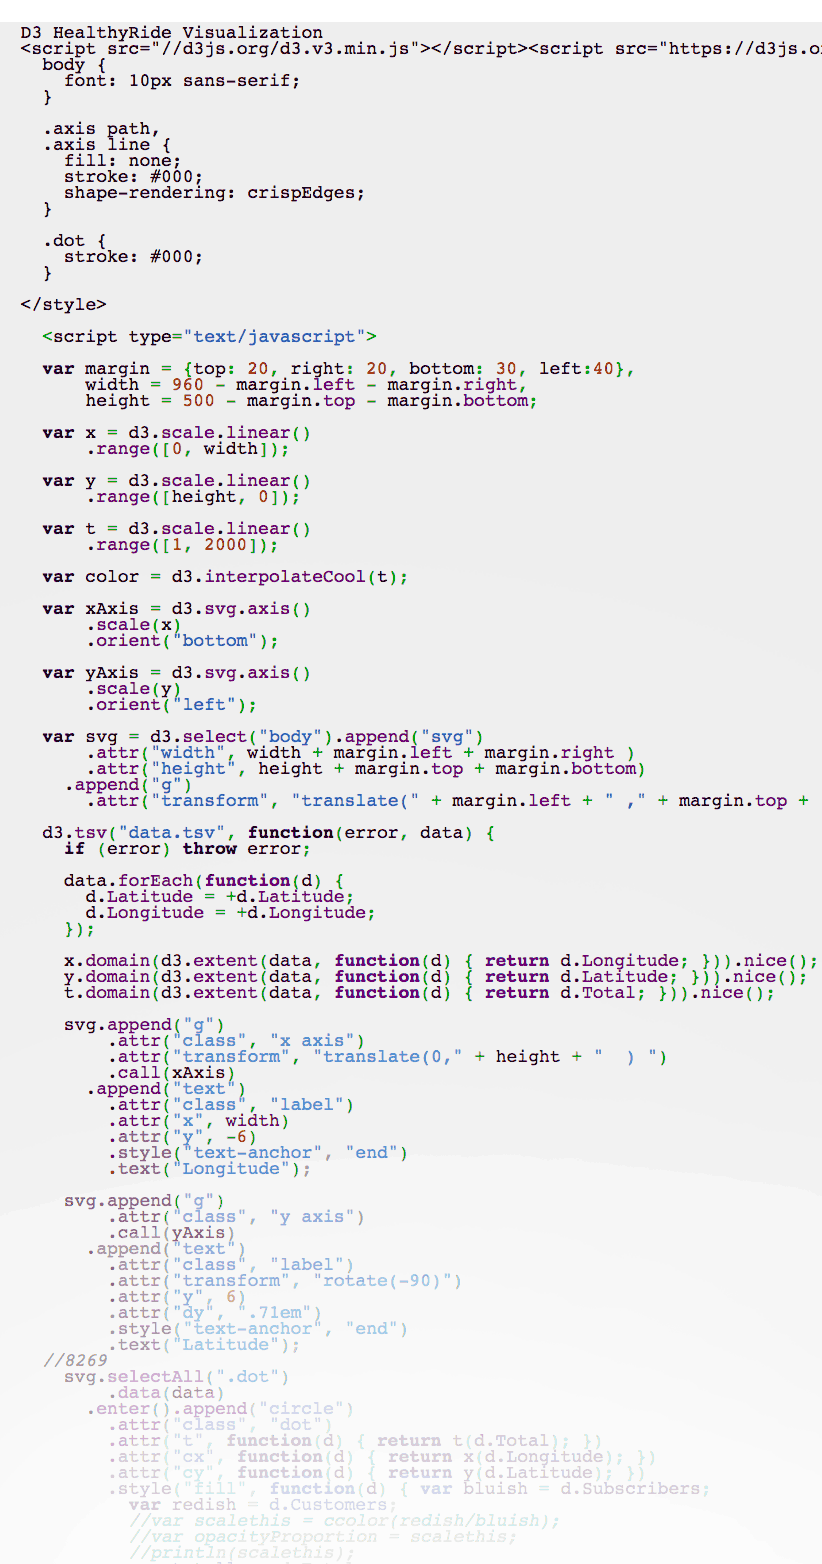 D3 HealthyRide Visualization
<script src="//d3js.org/d3.v3.min.js"></script><script src="https://d3js.o
  body {
    font: 10px sans-serif;
  }

  .axis path,
  .axis line {
    fill: none;
    stroke: #000;
    shape-rendering: crispEdges;
  }

  .dot {
    stroke: #000;
  }

</style>

  <script type="text/javascript">

  var margin = {top: 20, right: 20, bottom: 30, left:40},
      width = 960 - margin.left - margin.right,
      height = 500 - margin.top - margin.bottom;

  var x = d3.scale.linear()
      .range([0, width]);

  var y = d3.scale.linear()
      .range([height, 0]);

  var t = d3.scale.linear()
      .range([1, 2000]);

  var color = d3.interpolateCool(t);

  var xAxis = d3.svg.axis()
      .scale(x)
      .orient("bottom");

  var yAxis = d3.svg.axis()
      .scale(y)
      .orient("left");

  var svg = d3.select("body").append("svg")
      .attr("width", width + margin.left + margin.right )
      .attr("height", height + margin.top + margin.bottom)
    .append("g")
      .attr("transform", "translate(" + margin.left + " ," + margin.top +

  d3.tsv("data.tsv", function(error, data) {
    if (error) throw error;

    data.forEach(function(d) {
      d.Latitude = +d.Latitude;
      d.Longitude = +d.Longitude;
    });

    x.domain(d3.extent(data, function(d) { return d.Longitude; })).nice();
    y.domain(d3.extent(data, function(d) { return d.Latitude; })).nice();
    t.domain(d3.extent(data, function(d) { return d.Total; })).nice();

    svg.append("g")
        .attr("class", "x axis")
        .attr("transform", "translate(0," + height + "  ) ")
        .call(xAxis)
      .append("text")
        .attr("class", "label")
        .attr("x", width)
        .attr("y", -6)
        .style("text-anchor", "end")
        .text("Longitude");

    svg.append("g")
        .attr("class", "y axis")
        .call(yAxis)
      .append("text")
        .attr("class", "label")
        .attr("transform", "rotate(-90)")
        .attr("y", 6)
        .attr("dy", ".71em")
        .style("text-anchor", "end")
        .text("Latitude");
  //8269
    svg.selectAll(".dot")
        .data(data)
      .enter().append("circle")
        .attr("class", "dot")
        .attr("t", function(d) { return t(d.Total); })
        .attr("cx", function(d) { return x(d.Longitude); })
        .attr("cy", function(d) { return y(d.Latitude); })
        .style("fill", function(d) { var bluish = d.Subscribers;
          var redish = d.Customers;
          //var scalethis = ccolor(redish/bluish);
          //var opacityProportion = scalethis;
          //println(scalethis);